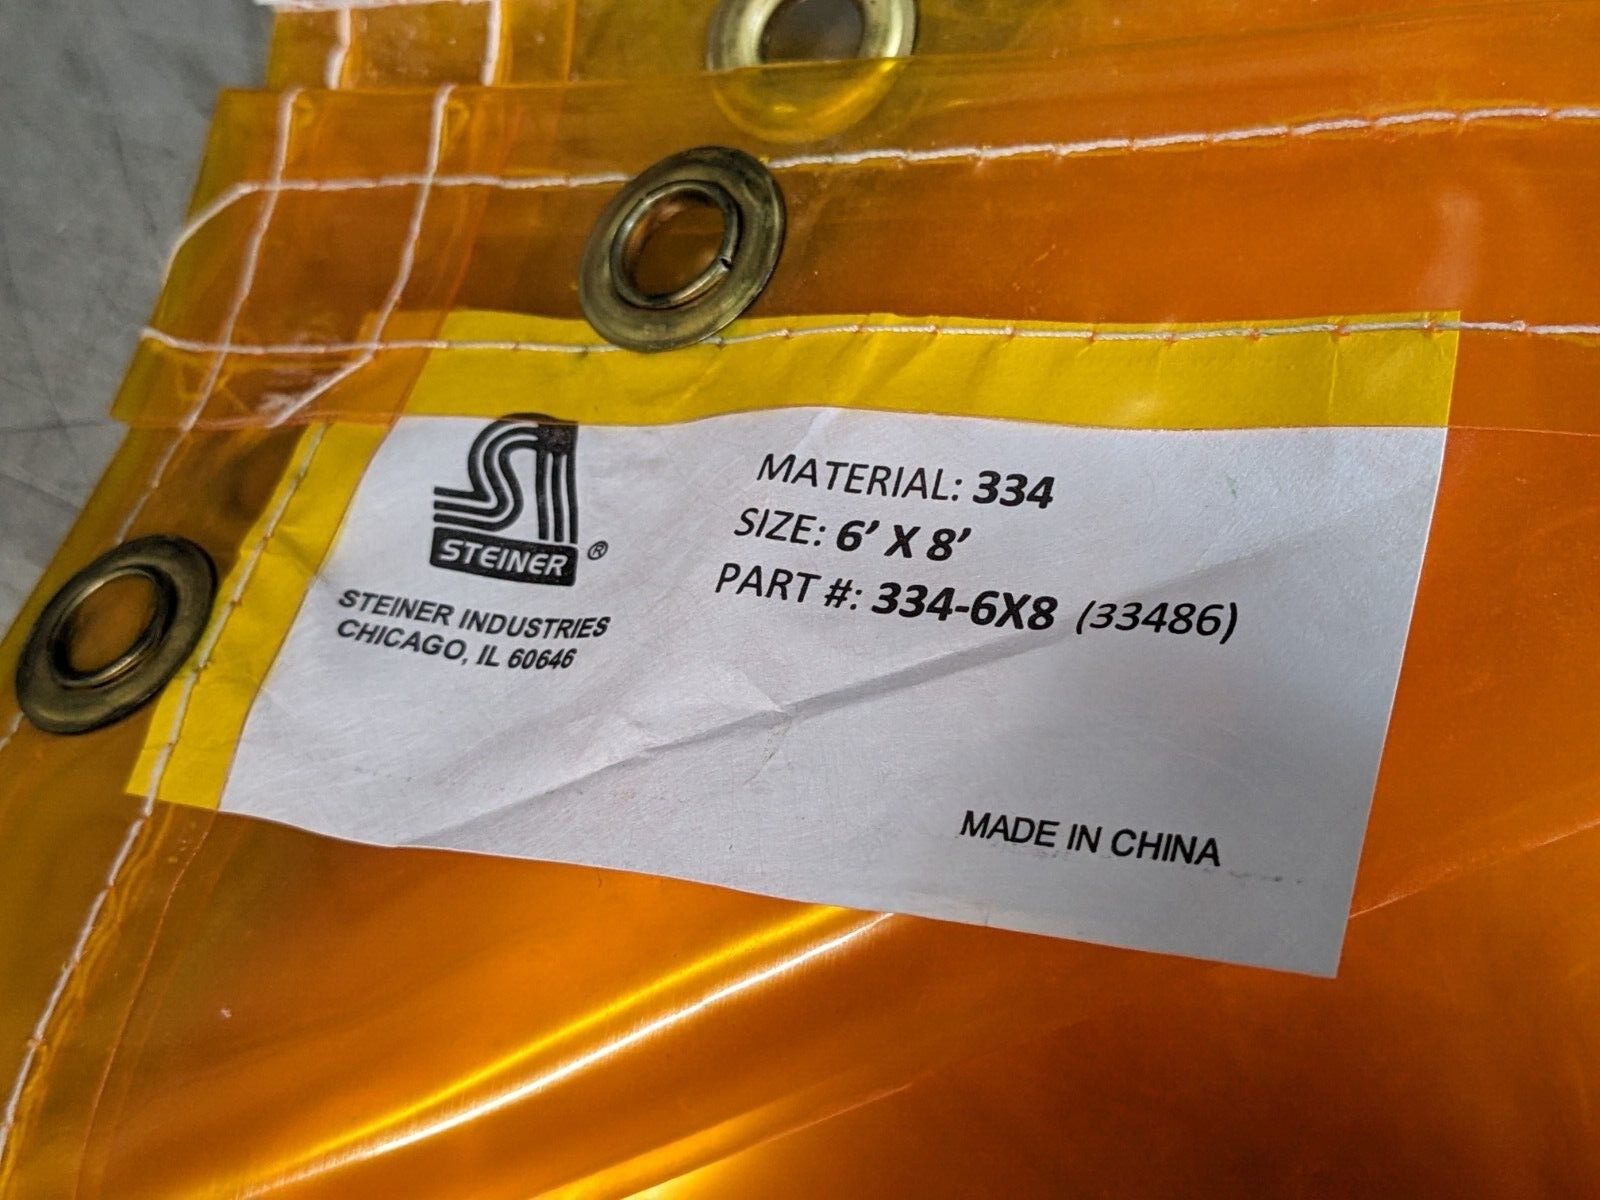 STEINER ®
STEINER INDUSTRIES
CHICAGO, IL 60646
MATERIAL: 334
SIZE: 6' X 8'
PART #: 334-6X8 (33486)
MADE IN CHINA